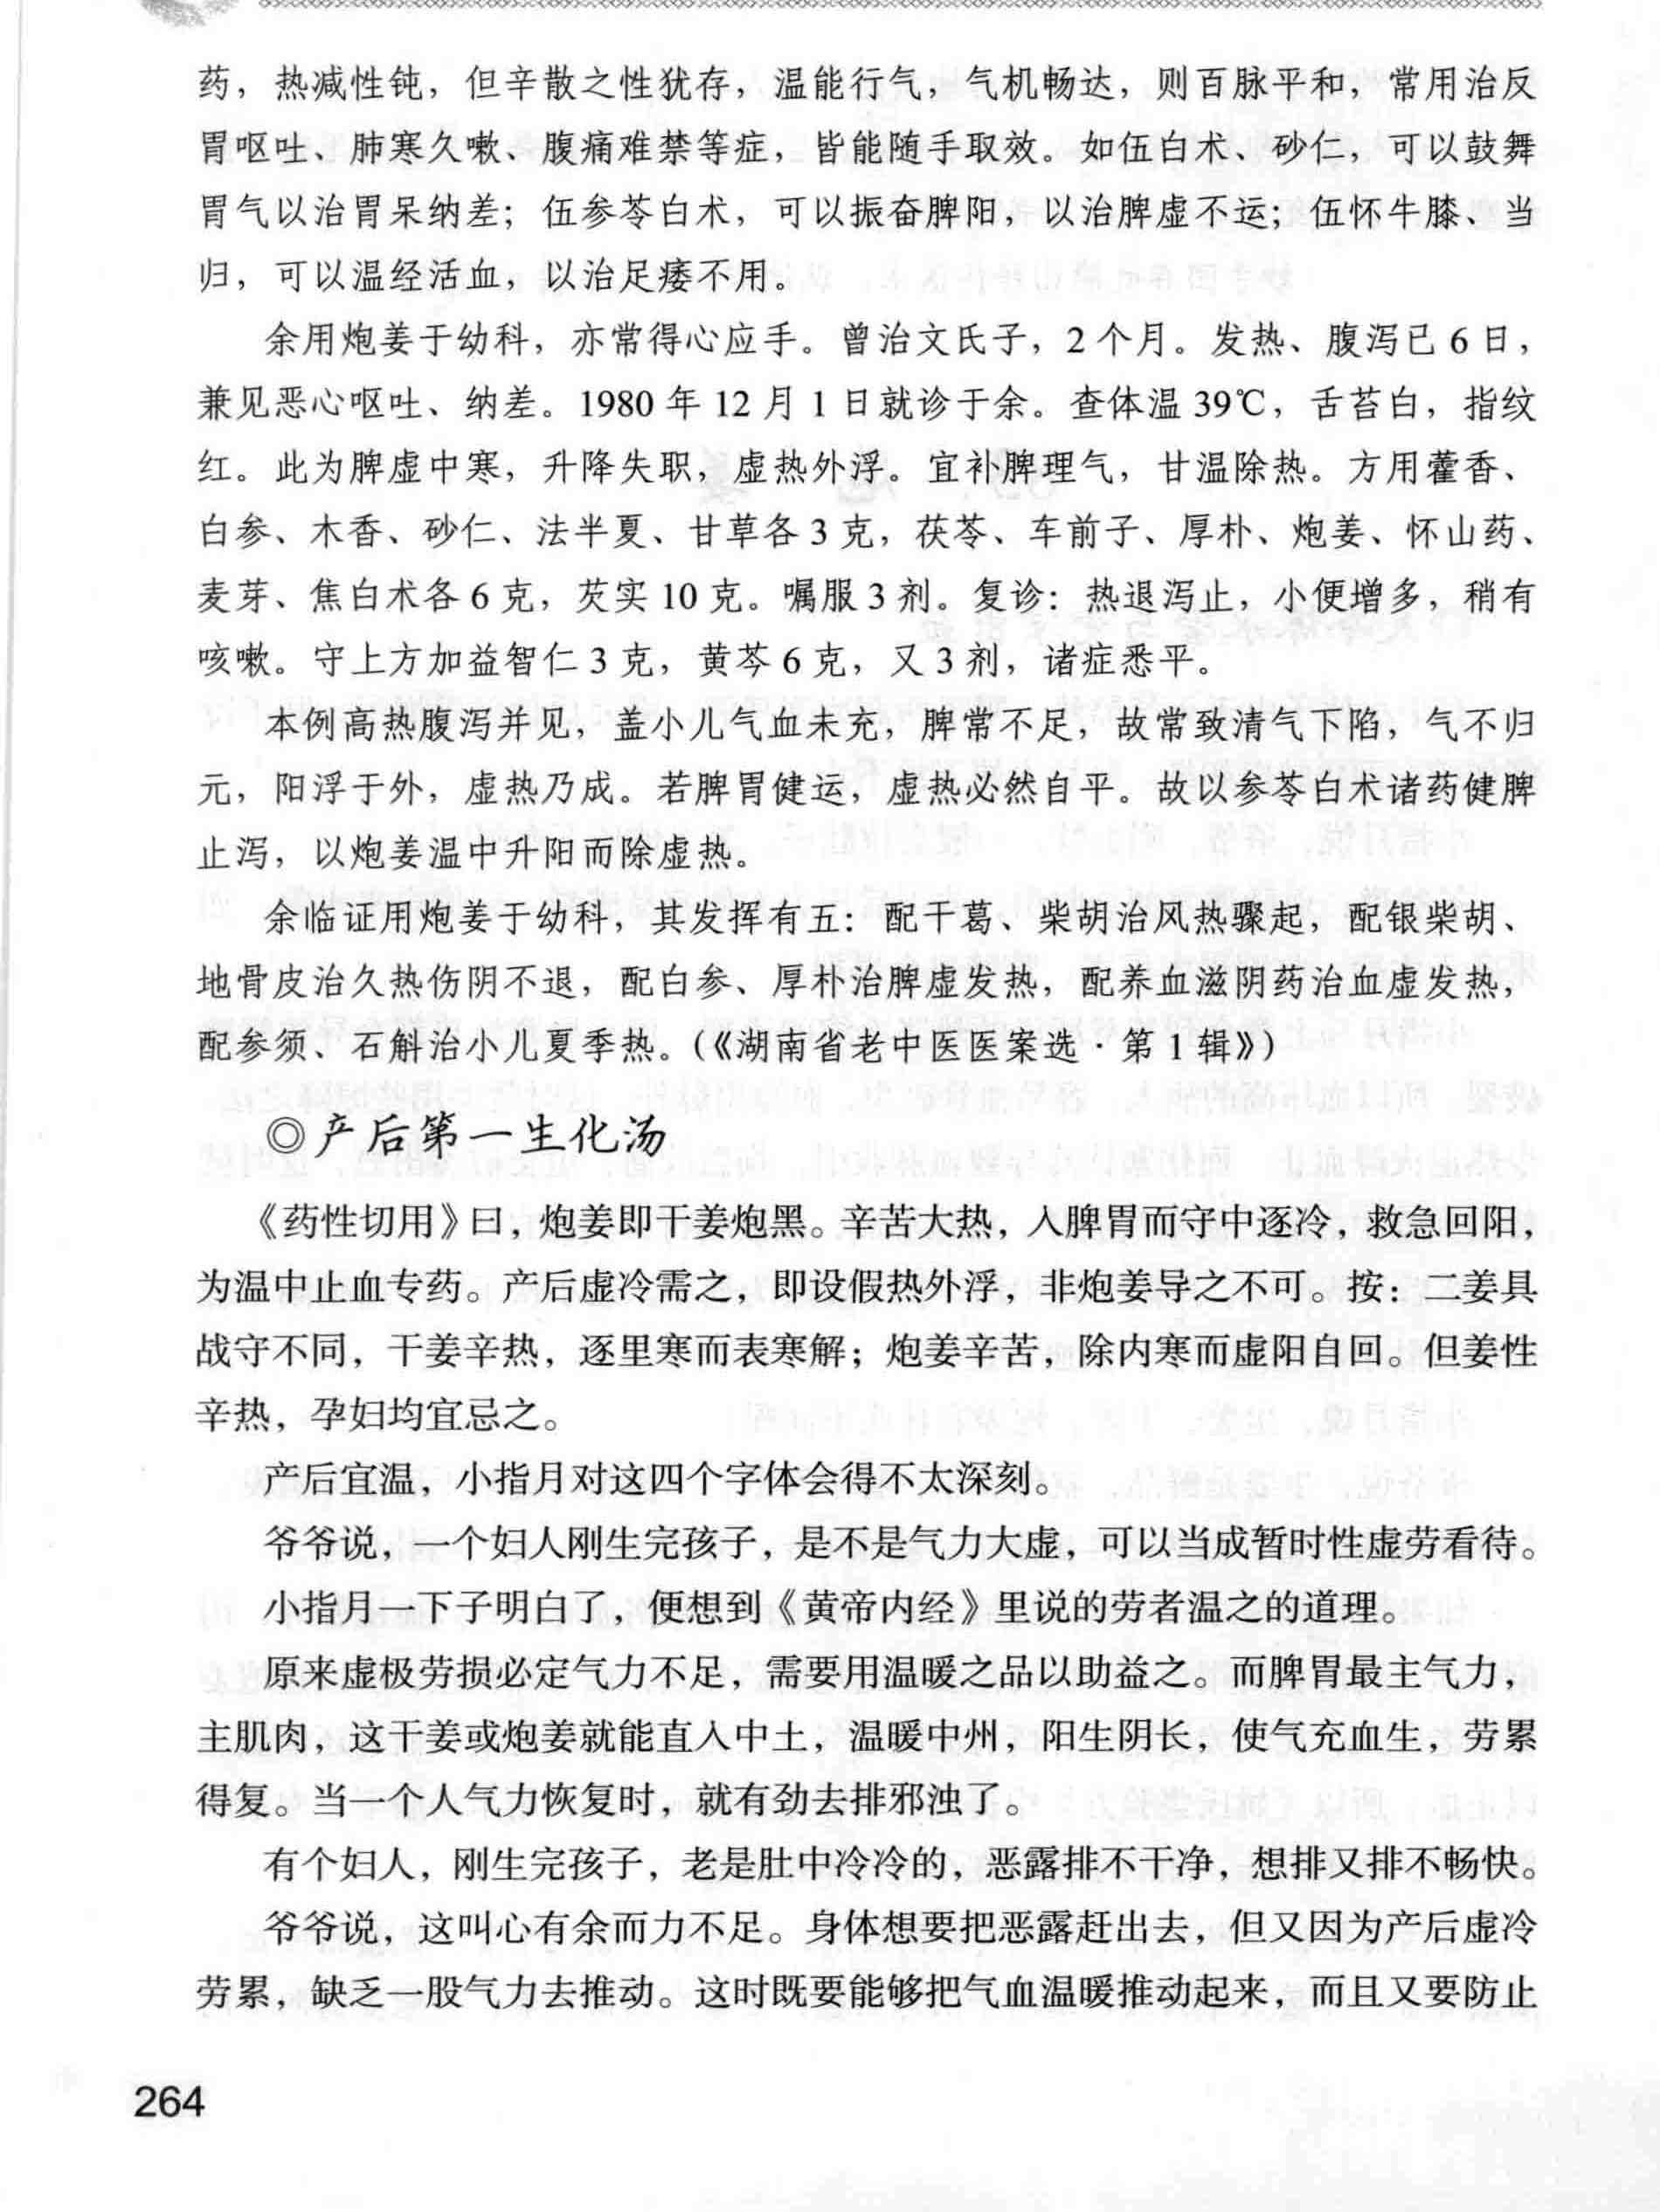 药，热减性钝，但辛散之性犹存，温能行气，气机畅达，则百脉平和，常用治反
胃呕吐、肺寒久嗽、腹痛难禁等症，皆能随手取效。如伍白术、砂仁，可以鼓舞
胃气以治胃呆纳差；伍参苓白术，可以振奋脾阳，以治脾虚不运；伍怀牛膝、当
归，可以温经活血，以治足痿不用。
余用炮姜于幼科，亦常得心应手。曾治文氏子，2个月。发热、腹泻已6日，
兼见恶心呕吐、纳差。1980年12月1日就诊于余。查体温39℃，舌苔白，指纹
红。此为脾虚中寒，升降失职，虚热外浮。宜补脾理气，甘温除热。方用藿香、
白参、木香、砂仁、法半夏、甘草各3克，茯苓、车前子、厚朴、炮姜、怀山药、
麦芽、焦白术各6克，芡实10克。嘱服3剂。复诊：热退泻止，小便增多，稍有
咳嗽。守上方加益智仁3克，黄芩6克，又3剂，诸症悉平。
本例高热腹泻并见，盖小儿气血未充，脾常不足，故常致清气下陷，气不归
元，阳浮于外，虚热乃成。若脾胃健运，虚热必然自平。故以参苓白术诸药健脾
止泻，以炮姜温中升阳而除虚热。
余临证用炮姜于幼科，其发挥有五：配干葛、柴胡治风热骤起，配银柴胡、
地骨皮治久热伤阴不退，配白参、厚朴治脾虚发热，配养血滋阴药治血虚发热，
配参须、石斛治小儿夏季热。（《湖南省老中医医案选·第1辑》）
◎产后第一生化汤
《药性切用》曰，炮姜即干姜炮黑。辛苦大热，入脾胃而守中逐冷，救急回阳，
为温中止血专药。产后虚冷需之，即设假热外浮，非炮姜导之不可。按：二姜具
战守不同，干姜辛热，逐里寒而表寒解；炮姜辛苦，除内寒而虚阳自回。但姜性
辛热，孕妇均宜忌之。
产后宜温，小指月对这四个字体会得不太深刻。
爷爷说，一个妇人刚生完孩子，是不是气力大虚，可以当成暂时性虚劳看待。
小指月一下子明白了，便想到《黄帝内经》里说的劳者温之的道理。
原来虚极劳损必定气力不足，需要用温暖之品以助益之。而脾胃最主气力，
主肌肉，这干姜或炮姜就能直入中土，温暖中州，阳生阴长，使气充血生，劳累
得复。当一个人气力恢复时，就有劲去排邪浊了。
有个妇人，刚生完孩子，老是肚中冷冷的，恶露排不干净，想排又排不畅快。
爷爷说，这叫心有余而力不足。身体想要把恶露赶出去，但又因为产后虚冷
劳累，缺乏一股气力去推动。这时既要能够把气血温暖推动起来，而且又要防止
264